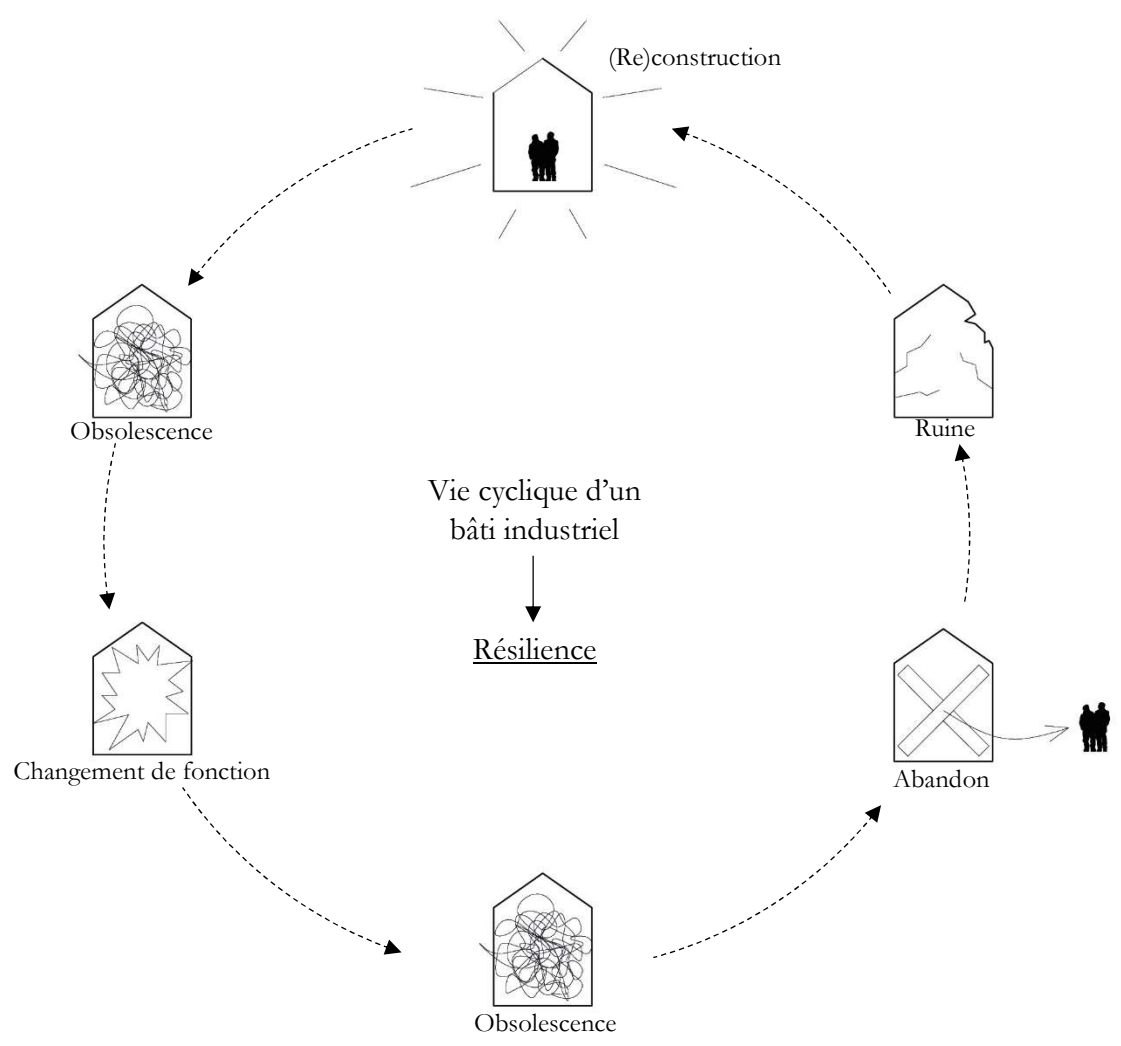 (Re)construction
Obsolescence
Ruine
Vie cyclique d’un
bâti industriel
Résilience
Changement de fonction
Abandon
Obsolescence